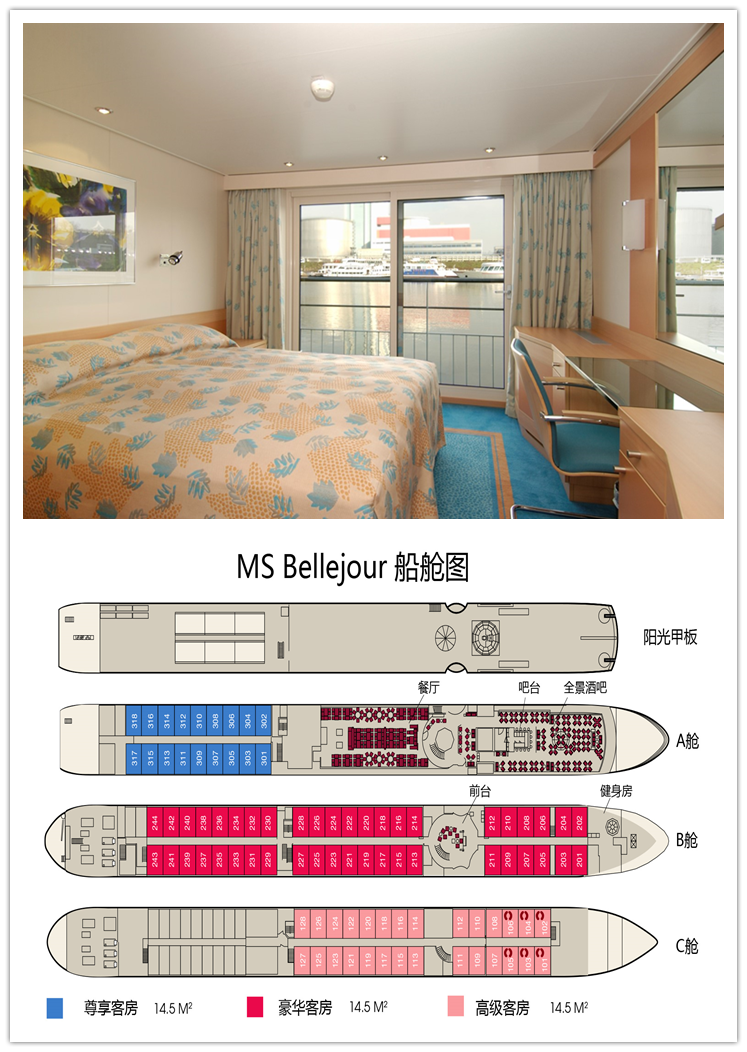 MS Bellejour 船舱图
阳光甲板
餐厅 吧台 全景酒吧
318 316 314 312 310 308 306 304 302
317 315 313 311 309 307 305 303 301
A舱
前台 健身房
244 242 240 238 236 234 232 230 228 226 224 222 220 218 216 214 212 210 208 206 204 202
243 241 239 237 235 233 231 229 227 225 223 221 219 217 215 213 211 209 207 205 203 201
B舱
128 126 124 122 120 118 116 114 112 110 108 106 104 102
127 125 123 121 119 117 115 113 111 109 107 105 103 101
C舱
尊享客房 14.5 M² 豪华客房 14.5 M² 高级客房 14.5 M²